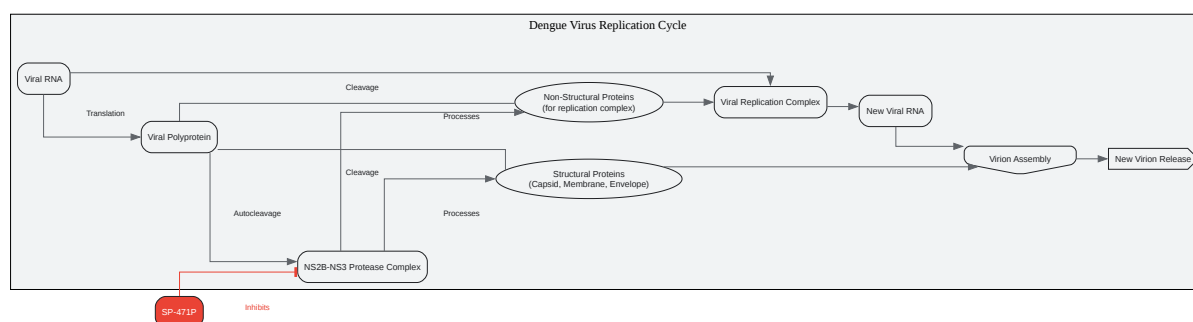 Dengue Virus Replication Cycle
Viral RNA
Translation
Viral Polyprotein
Cleavage
Non-Structural Proteins
(for replication complex)
Processes
Viral Replication Complex
New Viral RNA
Virion Assembly
New Virion Release
Cleavage
Structural Proteins
(Capsid, Membrane, Envelope)
Autocleavage
Processes
NS2B-NS3 Protease Complex
SP-471P
Inhibits